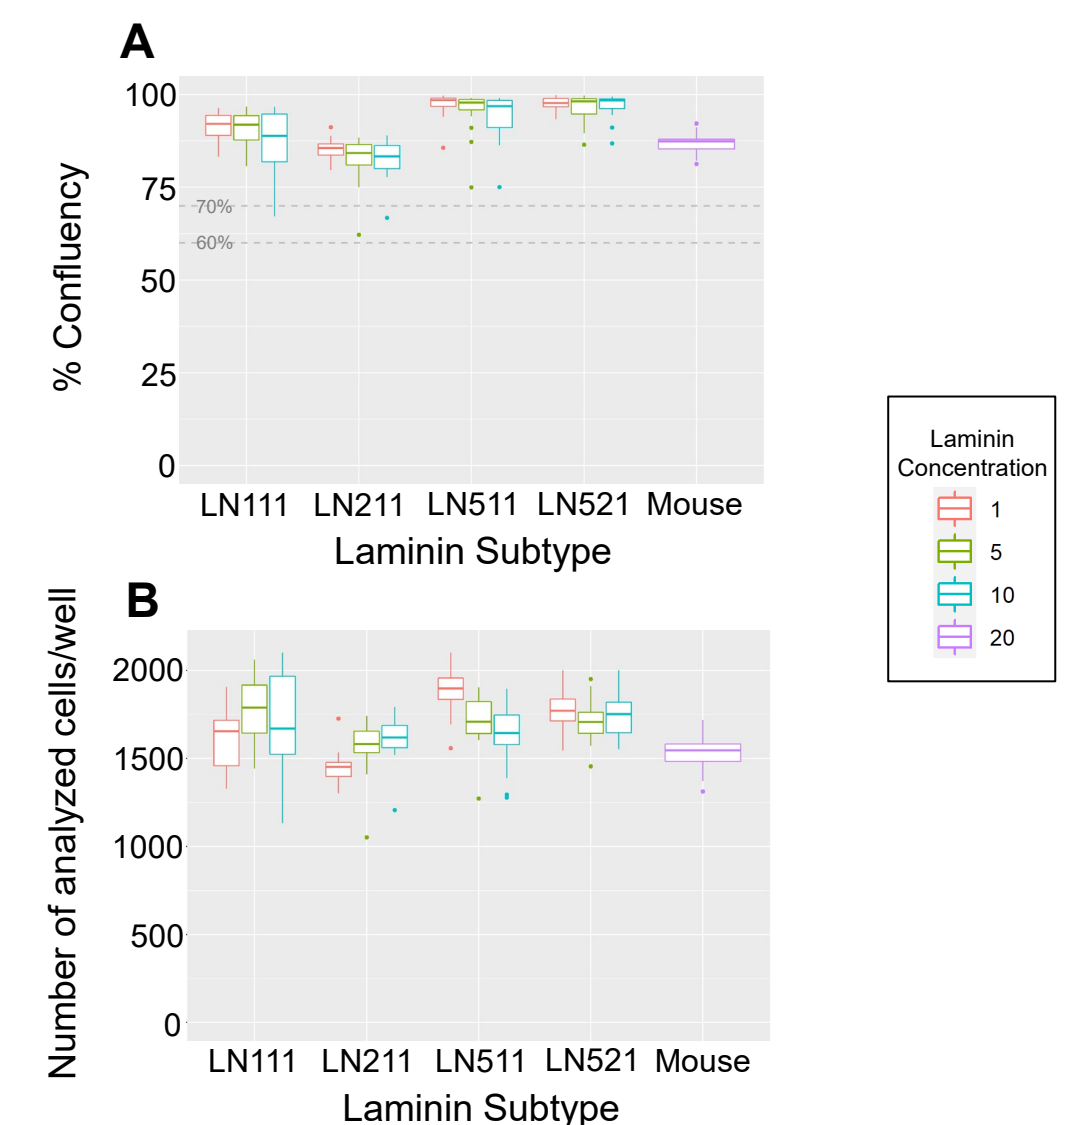 A
% Confluency
100
75
70%
60%
50
25
0
LN111 LN211 LN511 LN521 Mouse
Laminin Subtype
Laminin
Concentration
1
5
10
20
B
Number of analyzed cells/well
2000
1500
1000
500
0
LN111 LN211 LN511 LN521 Mouse
Laminin Subtype